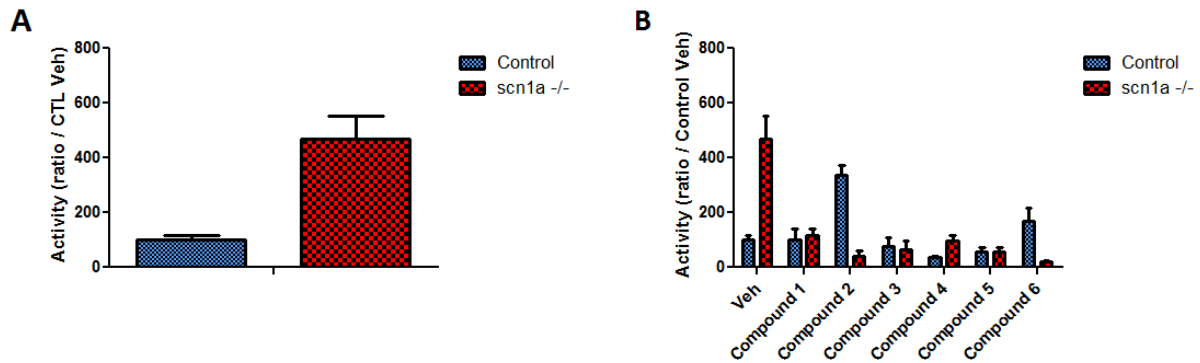 A
800
600
400
200
0
Activity (ratio / CTL Veh)
Control
scn1a -/-
B
800
600
400
200
0
Activity (ratio / Control Veh)
Control
scn1a -/-
Veh
Compound 1
Compound 2
Compound 3
Compound 4
Compound 5
Compound 6